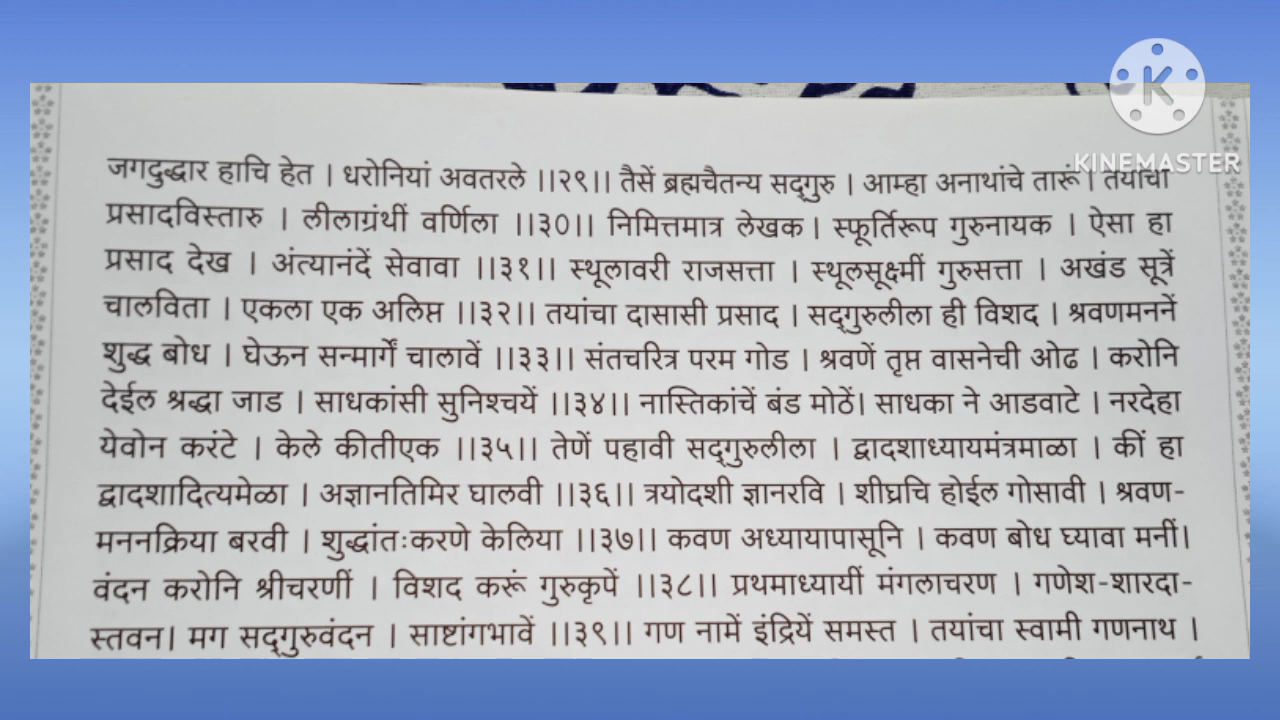 KINEMASTER
जगदुद्धार हाचि हेत । धरोनियां अवतरले ।।२९।। तैसें ब्रह्मचैतन्य सद्‌गुरु । आम्हा अनाथांचे तारूं । तयांचा
प्रसादविस्तारु । लीलाग्रंथीं वर्णिला ।।३०।। निमित्तमात्र लेखक । स्फूर्तिरूप गुरुनायक । ऐसा हा
प्रसाद देख । अंत्यानंदें सेवावा ।।३१।। स्थूलावरी राजसत्ता । स्थूलसूक्ष्मीं गुरुसत्ता । अखंड सूत्रें
चालविता । एकला एक अलिप्त ।।३२।। तयांचा दासासी प्रसाद । सद्‌गुरुलीला ही विशद । श्रवणमननें
शुद्ध बोध । घेऊन सन्मार्गें चालावें ।।३३।। संतचरित्र परम गोड । श्रवणें तृप्त वासनेची ओढ । करोनि
देईल श्रद्धा जाड । साधकांसी सुनिश्चयें ।।३४।। नास्तिकांचें बंड मोठें। साधका ने आडवाटे । नरदेहा
येवोन करंटे । केले कीतीएक ।।३५।। तेणें पहावी सद्‌गुरुलीला । द्वादशाध्यायमंत्रमाळा । कीं हा
द्वादशादित्यमेळा । अज्ञानतिमिर घालवी ।।३६।। त्रयोदशी ज्ञानरवि । शीघ्रचि होईल गोसावी । श्रवण-
मननक्रिया बरवी । शुद्धांतःकरणे केलिया ।।३७।। कवण अध्यायापासूनि । कवण बोध घ्यावा मनीं।
वंदन करोनि श्रीचरणीं । विशद करूं गुरुकृपें ।।३८।। प्रथमाध्यायीं मंगलाचरण । गणेश-शारदा-
स्तवन। मग सद्‌गुरुवंदन । साष्टांगभावें ।।३९।। गण नामें इंद्रियें समस्त । तयांचा स्वामी गणनाथ ।